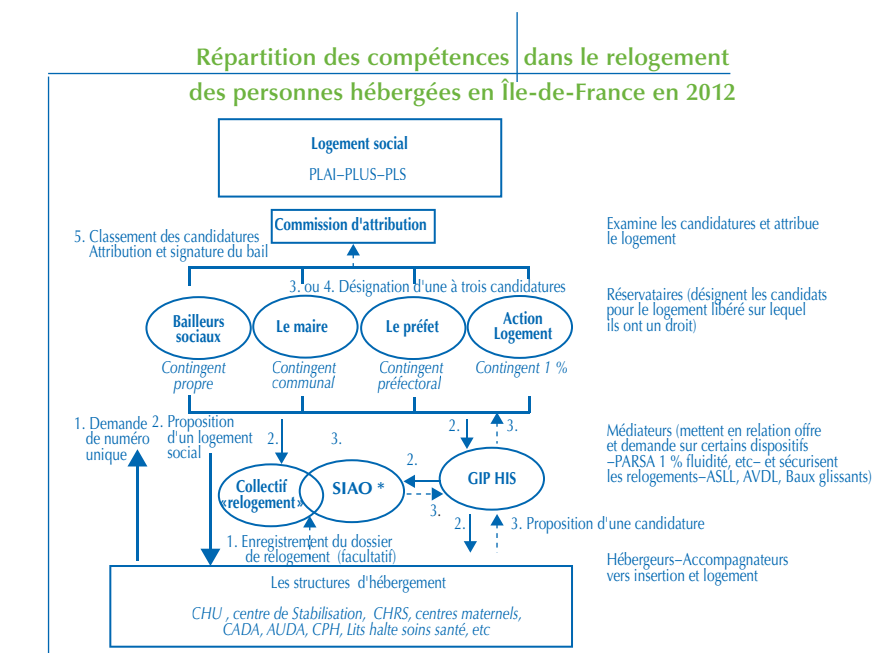 Répartition des compétences dans le relogement
des personnes hébergées en Île-de-France en 2012
Logement social
PLAI–PLUS–PLS
Commission d'attribution
Examine les candidatures et attribue
le logement
5. Classement des candidatures
Attribution et signature du bail
3. ou 4. Désignation d'une à trois candidatures
Réservataires (désignent les candidats
pour le logement libéré sur lequel
ils ont un droit)
Bailleurs
sociaux
Le maire
Le préfet
Action
Logement
Contingent
propre
Contingent
communal
Contingent
préfectoral
Contingent 1 %
1. Demande
de numéro
unique
2. Proposition
d'un logement
social
2.
3.
2.
3.
Médiateurs (mettent en relation offre
et demande sur certains dispositifs
–PARSA 1 % fluidité, etc– et sécurisent
les relogements–ASLL, AVDL, Baux glissants)
2.
Collectif
«relogement»
SIAO *
GIP HIS
3.
2.
3. Proposition d'une candidature
1. Enregistrement du dossier
de relogement (facultatif)
Hébergeurs–Accompagnateurs
vers insertion et logement
Les structures d'hébergement
CHU , centre de Stabilisation, CHRS, centres maternels,
CADA, AUDA, CPH, Lits halte soins santé, etc